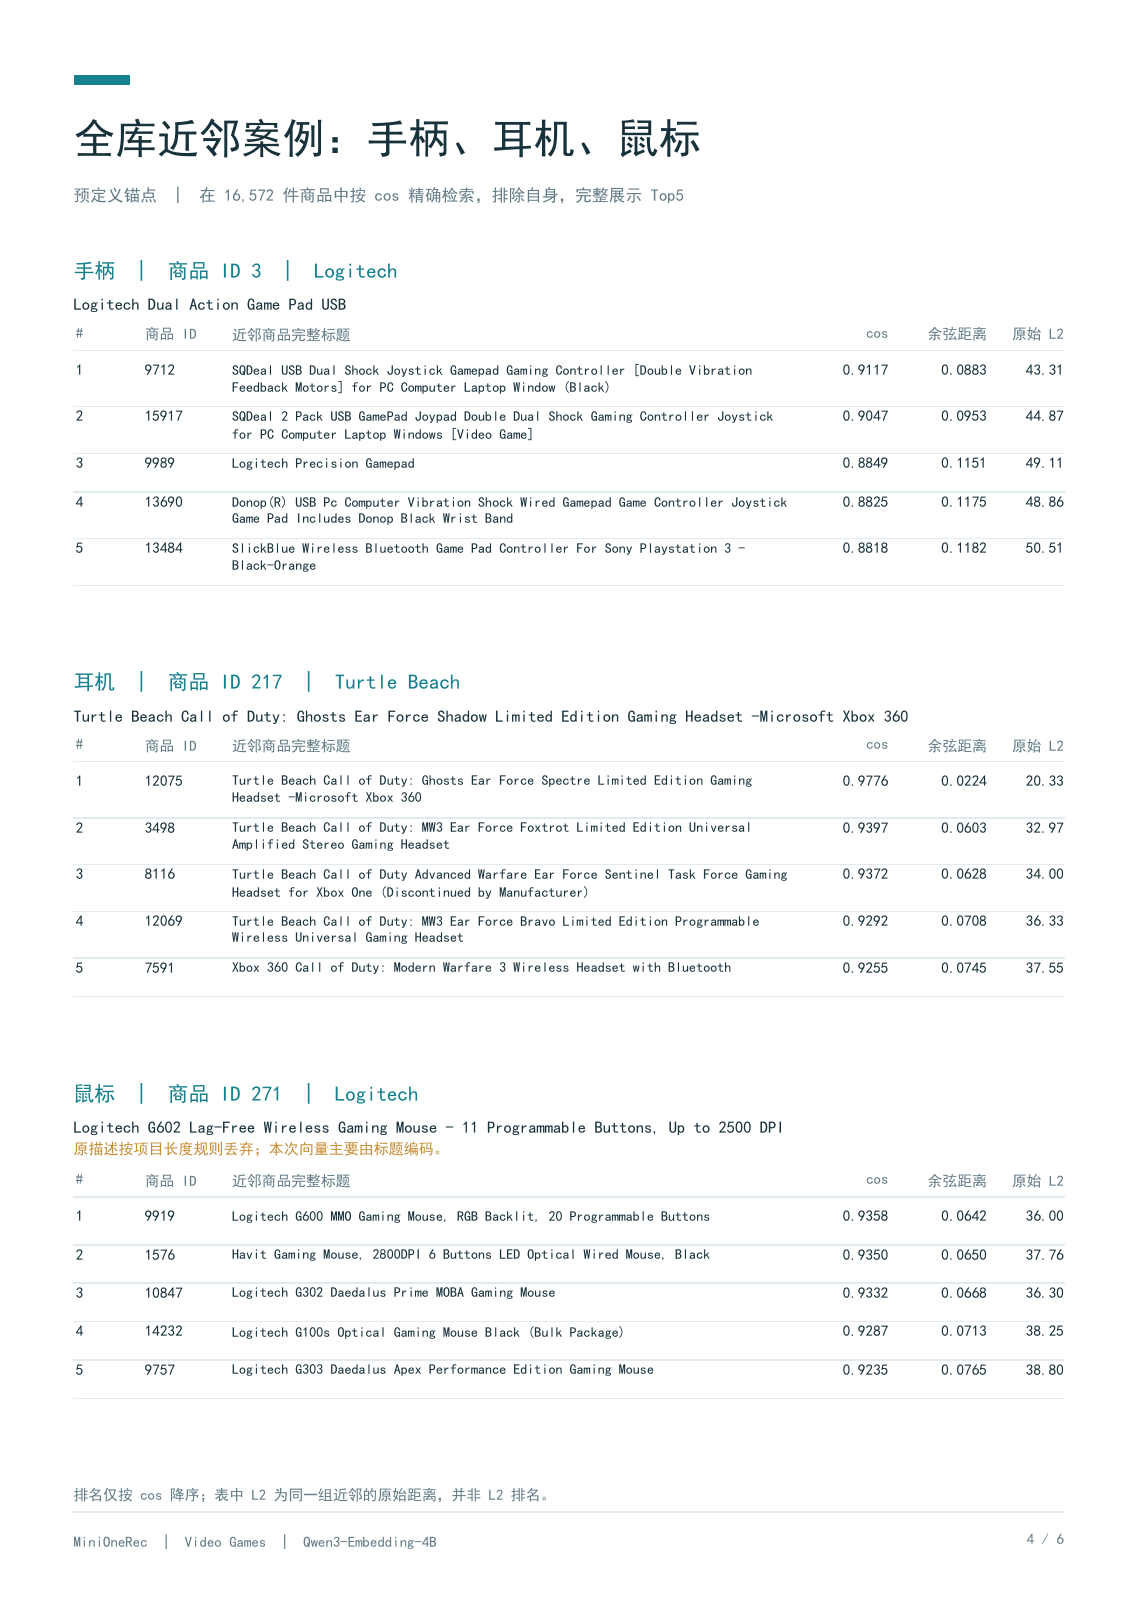 全库近邻案例：手柄、耳机、鼠标
预定义锚点 | 在 16,572 件商品中按 cos 精确检索，排除自身，完整展示 Top5
手柄 | 商品 ID 3 | Logitech
Logitech Dual Action Game Pad USB
# 商品 ID 近邻商品完整标题 cos 余弦距离 原始 L2
1 9712 SQDeal USB Dual Shock Joystick Gamepad Gaming Controller [Double Vibration 0.9117 0.0883 43.31
Feedback Motors] for PC Computer Laptop Window (Black)
2 15917 SQDeal 2 Pack USB GamePad Joypad Double Dual Shock Gaming Controller Joystick 0.9047 0.0953 44.87
for PC Computer Laptop Windows [Video Game]
3 9989 Logitech Precision Gamepad 0.8849 0.1151 49.11
4 13690 Donop(R) USB Pc Computer Vibration Shock Wired Gamepad Game Controller Joystick 0.8825 0.1175 48.86
Game Pad Includes Donop Black Wrist Band
5 13484 SlickBlue Wireless Bluetooth Game Pad Controller For Sony Playstation 3 - 0.8818 0.1182 50.51
Black-Orange
耳机 | 商品 ID 217 | Turtle Beach
Turtle Beach Call of Duty: Ghosts Ear Force Shadow Limited Edition Gaming Headset -Microsoft Xbox 360
# 商品 ID 近邻商品完整标题 cos 余弦距离 原始 L2
1 12075 Turtle Beach Call of Duty: Ghosts Ear Force Spectre Limited Edition Gaming 0.9776 0.0224 20.33
Headset -Microsoft Xbox 360
2 3498 Turtle Beach Call of Duty: MW3 Ear Force Foxtrot Limited Edition Universal 0.9397 0.0603 32.97
Amplified Stereo Gaming Headset
3 8116 Turtle Beach Call of Duty Advanced Warfare Ear Force Sentinel Task Force Gaming 0.9372 0.0628 34.00
Headset for Xbox One (Discontinued by Manufacturer)
4 12069 Turtle Beach Call of Duty: MW3 Ear Force Bravo Limited Edition Programmable 0.9292 0.0708 36.33
Wireless Universal Gaming Headset
5 7591 Xbox 360 Call of Duty: Modern Warfare 3 Wireless Headset with Bluetooth 0.9255 0.0745 37.55
鼠标 | 商品 ID 271 | Logitech
Logitech G602 Lag-Free Wireless Gaming Mouse - 11 Programmable Buttons, Up to 2500 DPI
原描述按项目长度规则丢弃；本次向量主要由标题编码。
# 商品 ID 近邻商品完整标题 cos 余弦距离 原始 L2
1 9919 Logitech G600 MMO Gaming Mouse, RGB Backlit, 20 Programmable Buttons 0.9358 0.0642 36.00
2 1576 Havit Gaming Mouse, 2800DPI 6 Buttons LED Optical Wired Mouse, Black 0.9350 0.0650 37.76
3 10847 Logitech G302 Daedalus Prime MOBA Gaming Mouse 0.9332 0.0668 36.30
4 14232 Logitech G100s Optical Gaming Mouse Black (Bulk Package) 0.9287 0.0713 38.25
5 9757 Logitech G303 Daedalus Apex Performance Edition Gaming Mouse 0.9235 0.0765 38.80
排名仅按 cos 降序；表中 L2 为同一组近邻的原始距离，并非 L2 排名。
MiniOneRec | Video Games | Qwen3-Embedding-4B 4 / 6